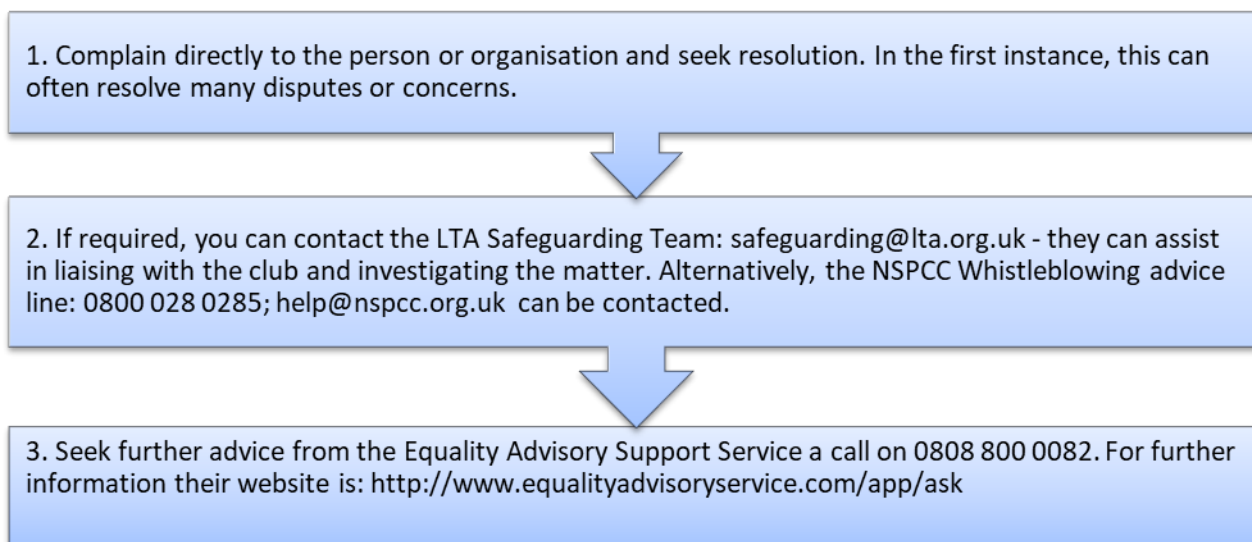 1. Complain directly to the person or organisation and seek resolution. In the first instance, this can
often resolve many disputes or concerns.
2. If required, you can contact the LTA Safeguarding Team: safeguarding@lta.org.uk - they can assist
in liaising with the club and investigating the matter. Alternatively, the NSPCC Whistleblowing advice
line: 0800 028 0285; help@nspcc.org.uk can be contacted.
3. Seek further advice from the Equality Advisory Support Service a call on 0808 800 0082. For further
information their website is: http://www.equalityadvisoryservice.com/app/ask